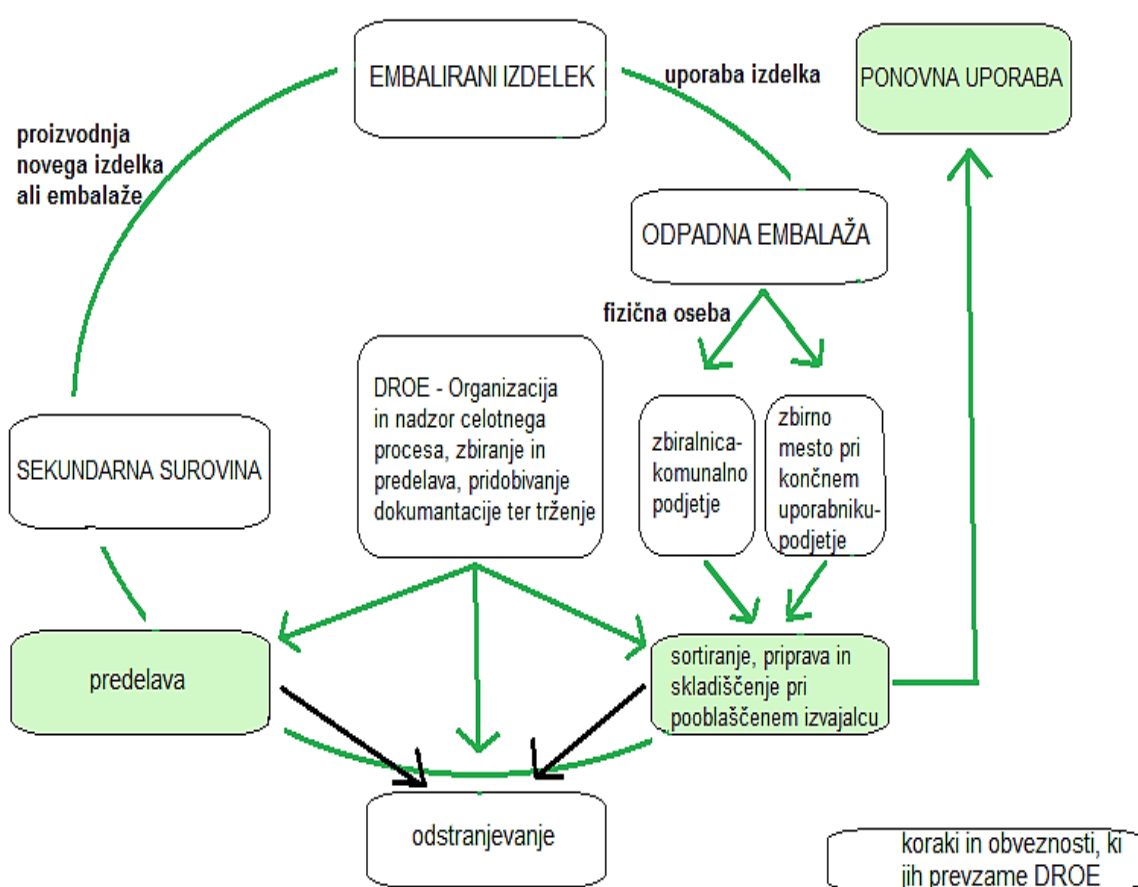 EMBALIRANI IZDELEK
uporaba izdelka
PONOVNA UPORABA
proizvodnja
novega izdelka
ali embalaže
ODPADNA EMBALAŽA
fizična oseba
DROE - Organizacija
in nadzor celotnega
procesa, zbiranje in
predelava, pridobivanje
dokumantacije ter trženje
zbiralnica-
komunalno
podjetje
zbirno
mesto pri
končnem
uporabniku-
podjetje
SEKUNDARNA SUROVINA
predelava
sortiranje, priprava in
skladiščenje pri
pooblaščenem izvajalcu
odstranjevanje
koraki in obveznosti, ki
jih prevzame DROE